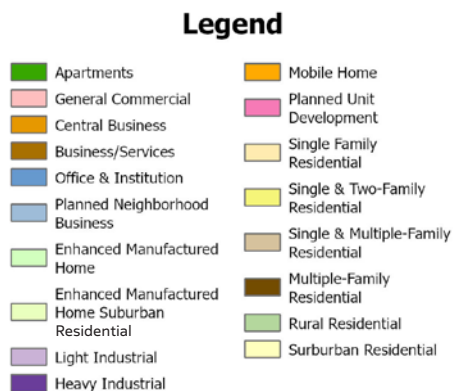 Legend
Apartments
General Commercial
Central Business
Business/Services
Office & Institution
Planned Neighborhood
Business
Enhanced Manufactured
Home
Enhanced Manufactured
Home Suburban
Residential
Light Industrial
Heavy Industrial
Mobile Home
Planned Unit
Development
Single Family
Residential
Single & Two-Family
Residential
Single & Multiple-Family
Residential
Multiple-Family
Residential
Rural Residential
Surburban Residential